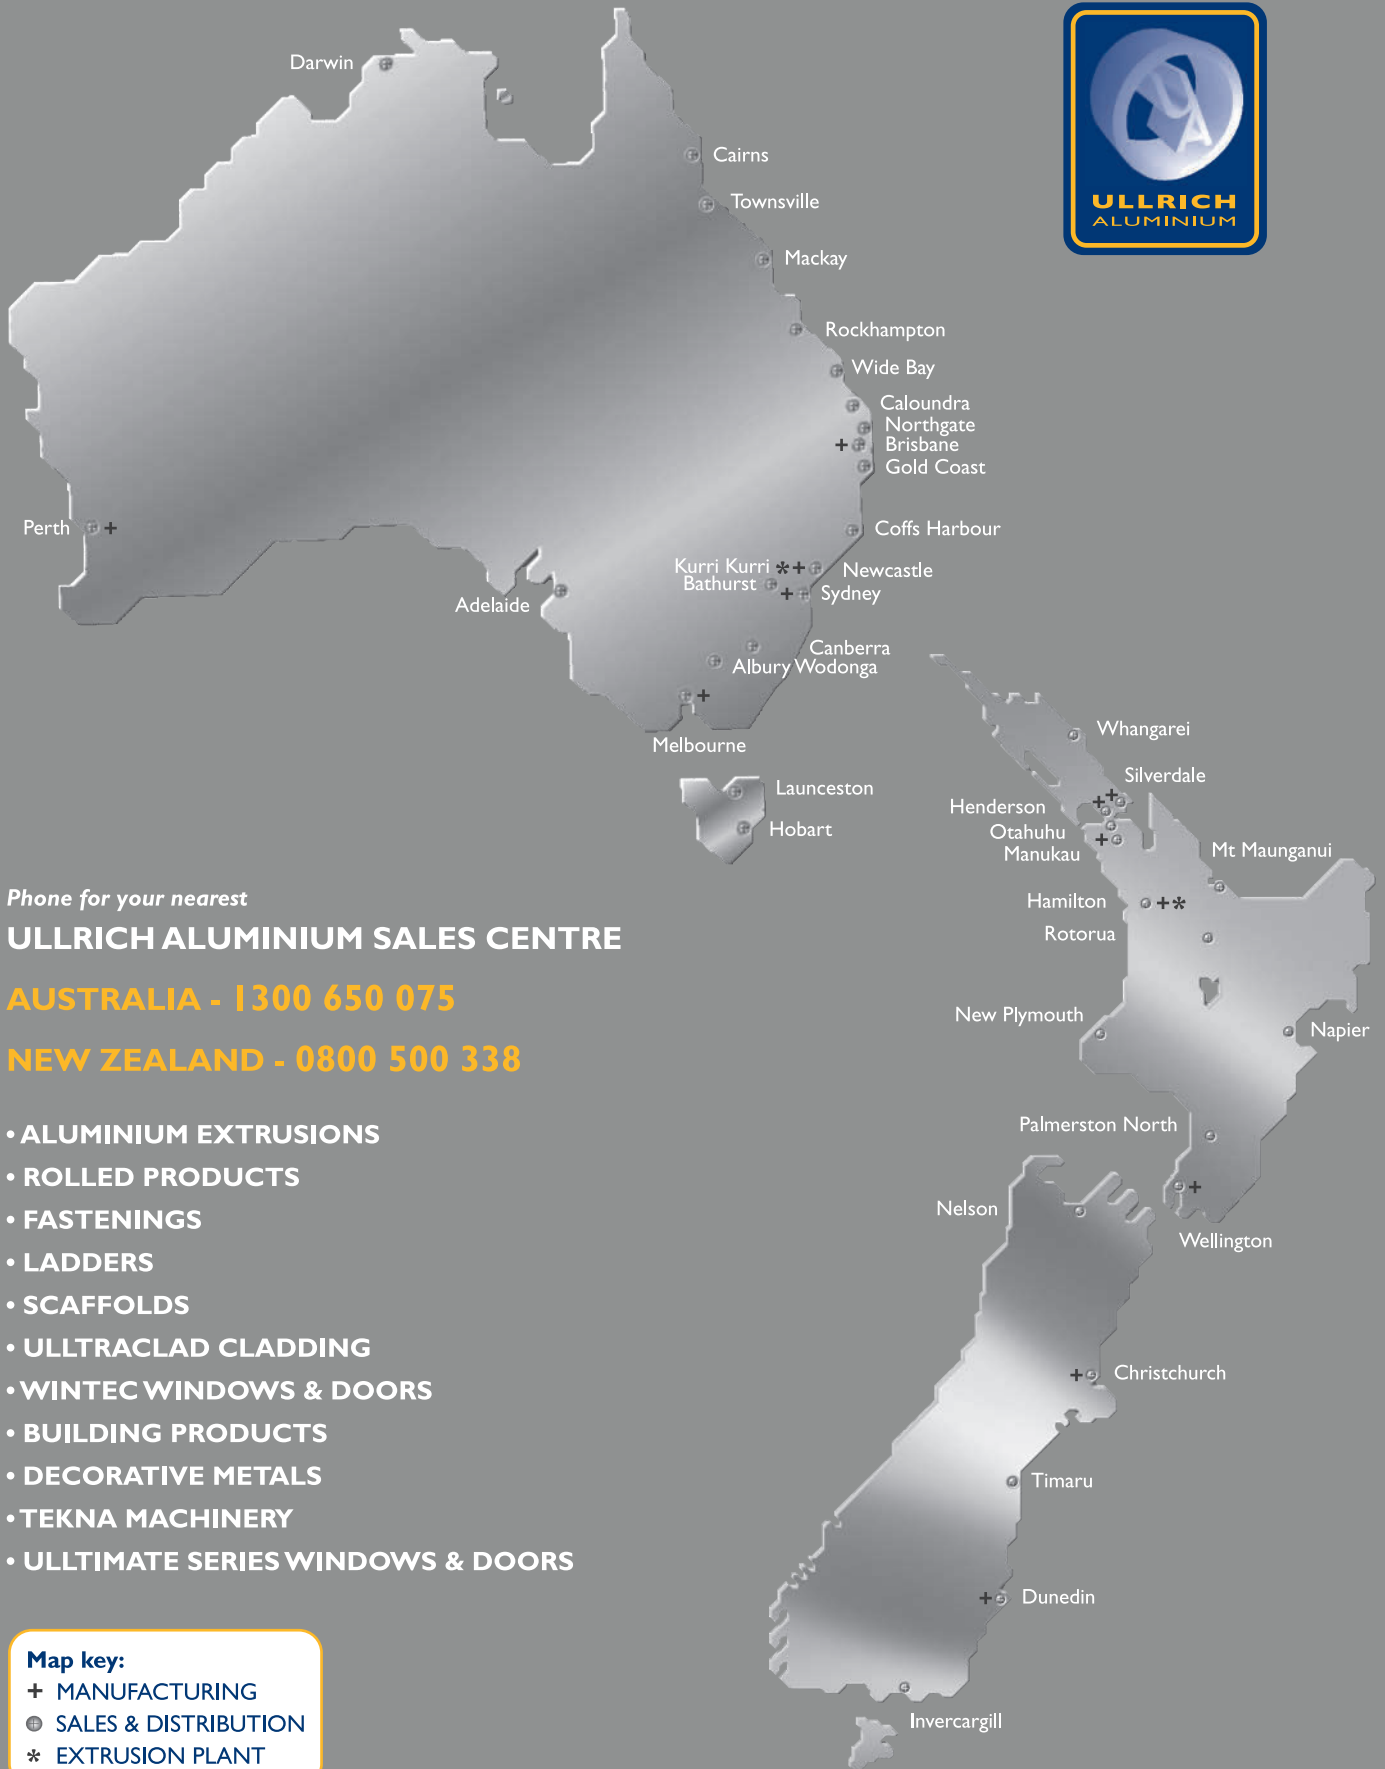 Darwin
UA
ULLRICH
ALUMINIUM
Cairns
Townsville
Mackay
Rockhampton
Wide Bay
Caloundra
Northgate
+ Brisbane
Gold Coast
Perth +
Coffs Harbour
Kurri Kurri *+ Newcastle
Bathurst
+ Sydney
Adelaide
Canberra
Albury Wodonga
+
Melbourne
Launceston
Hobart
Whangarei
Silverdale
+
Henderson +
Otahuhu
Manukau +
Mt Maunganui
Hamilton +*
Rotorua
New Plymouth
Napier
Palmerston North
+
Wellington
Nelson
+ Christchurch
Timaru
+ Dunedin
Invercargill
Phone for your nearest
ULLRICH ALUMINIUM SALES CENTRE
AUSTRALIA - 1300 650 075
NEW ZEALAND - 0800 500 338
• ALUMINIUM EXTRUSIONS
• ROLLED PRODUCTS
• FASTENINGS
• LADDERS
• SCAFFOLDS
• ULLTRACLAD CLADDING
• WINTEC WINDOWS & DOORS
• BUILDING PRODUCTS
• DECORATIVE METALS
• TEKNA MACHINERY
• ULLTIMATE SERIES WINDOWS & DOORS
Map key:
+ MANUFACTURING
SALES & DISTRIBUTION
* EXTRUSION PLANT